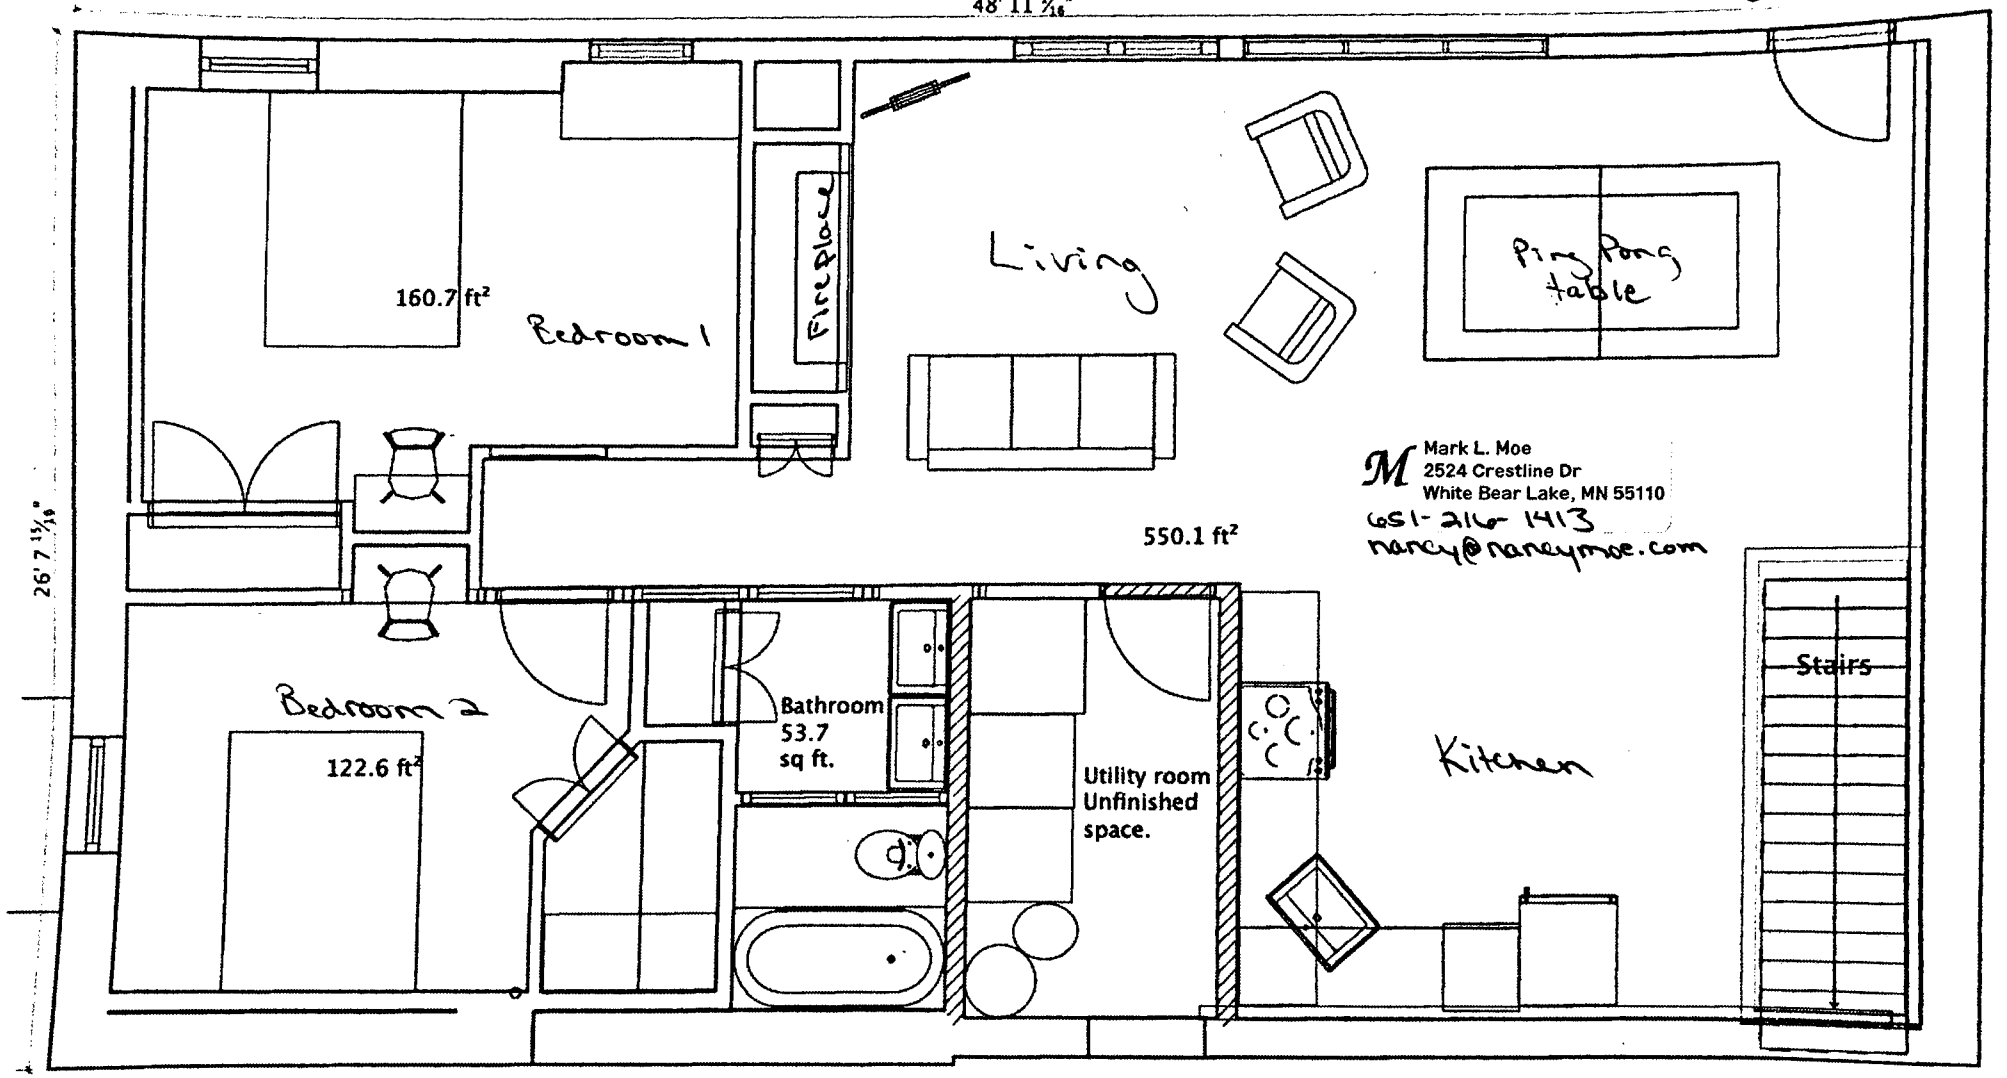 48' 11 7/16"
160.7 ft²
Bedroom 1
Fireplace
Living
Ping Pong
table
M
Mark L. Moe
2524 Crestline Dr
White Bear Lake, MN 55110
651-216-1413
nancy@nancymoe.com
550.1 ft²
26' 7 15/16"
Stairs
Bedroom 2
122.6 ft²
Bathroom
53.7
sq ft.
Utility room
Unfinished
space.
Kitchen